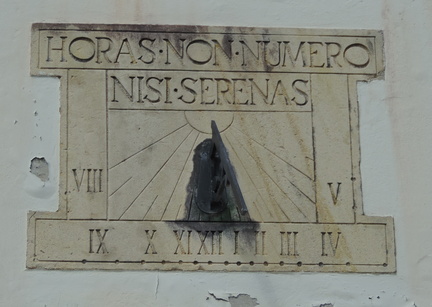 HORAS·NON·NUMERO
NISI·SERENAS
VIII V
IX X XI XII I II III IV